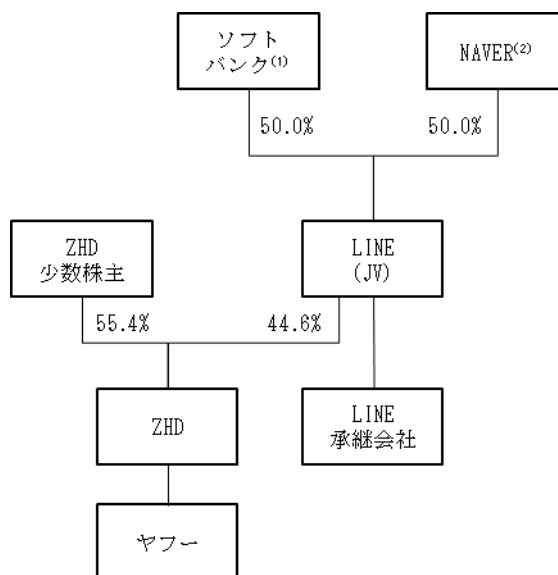 ソフト
バンク(1)
NAVER(2)
50.0%
50.0%
ZHD
少数株主
LINE
(JV)
55.4%
44.6%
ZHD
LINE
承継会社
ヤフー